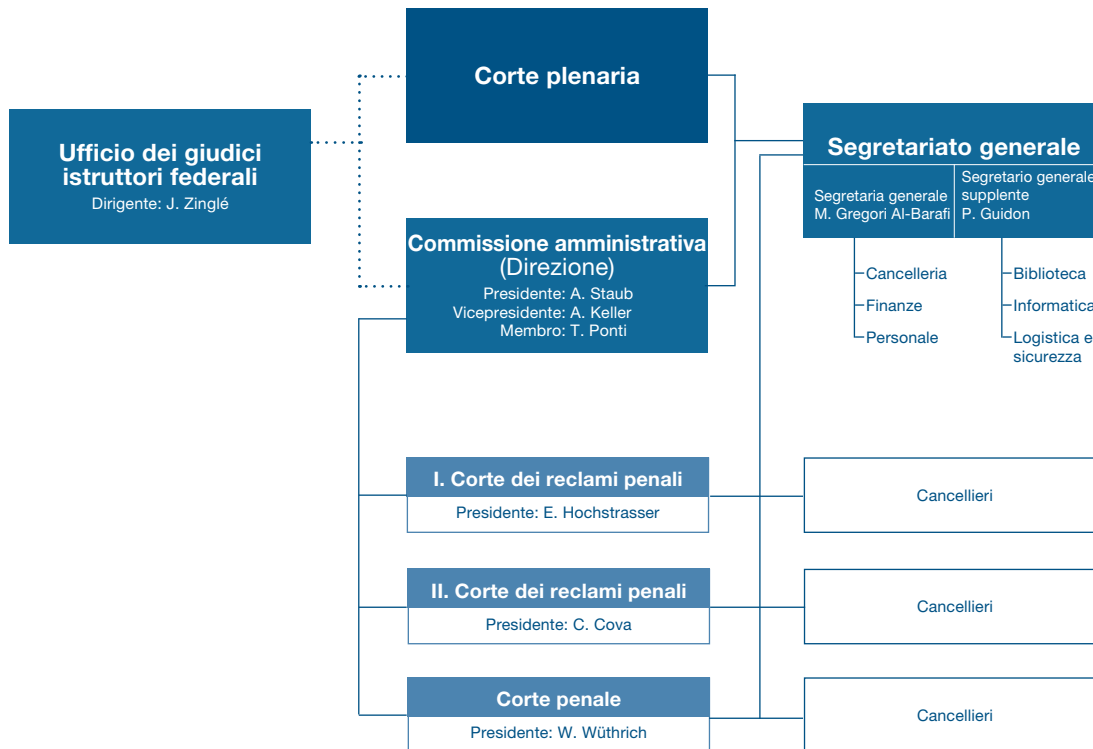 Corte plenaria
Ufficio dei giudici
istruttori federali
Dirigente: J. Zinglé
Segretariato generale
Segretaria generale
M. Gregori Al-Barafi
Segretario generale
supplente
P. Guidon
Commissione amministrativa
(Direzione)
Presidente: A. Staub
Vicepresidente: A. Keller
Membro: T. Ponti
Cancelleria
Finanze
Personale
Biblioteca
Informatica
Logistica e
sicurezza
I. Corte dei reclami penali
Presidente: E. Hochstrasser
Cancellieri
II. Corte dei reclami penali
Presidente: C. Cova
Cancellieri
Corte penale
Presidente: W. Wüthrich
Cancellieri